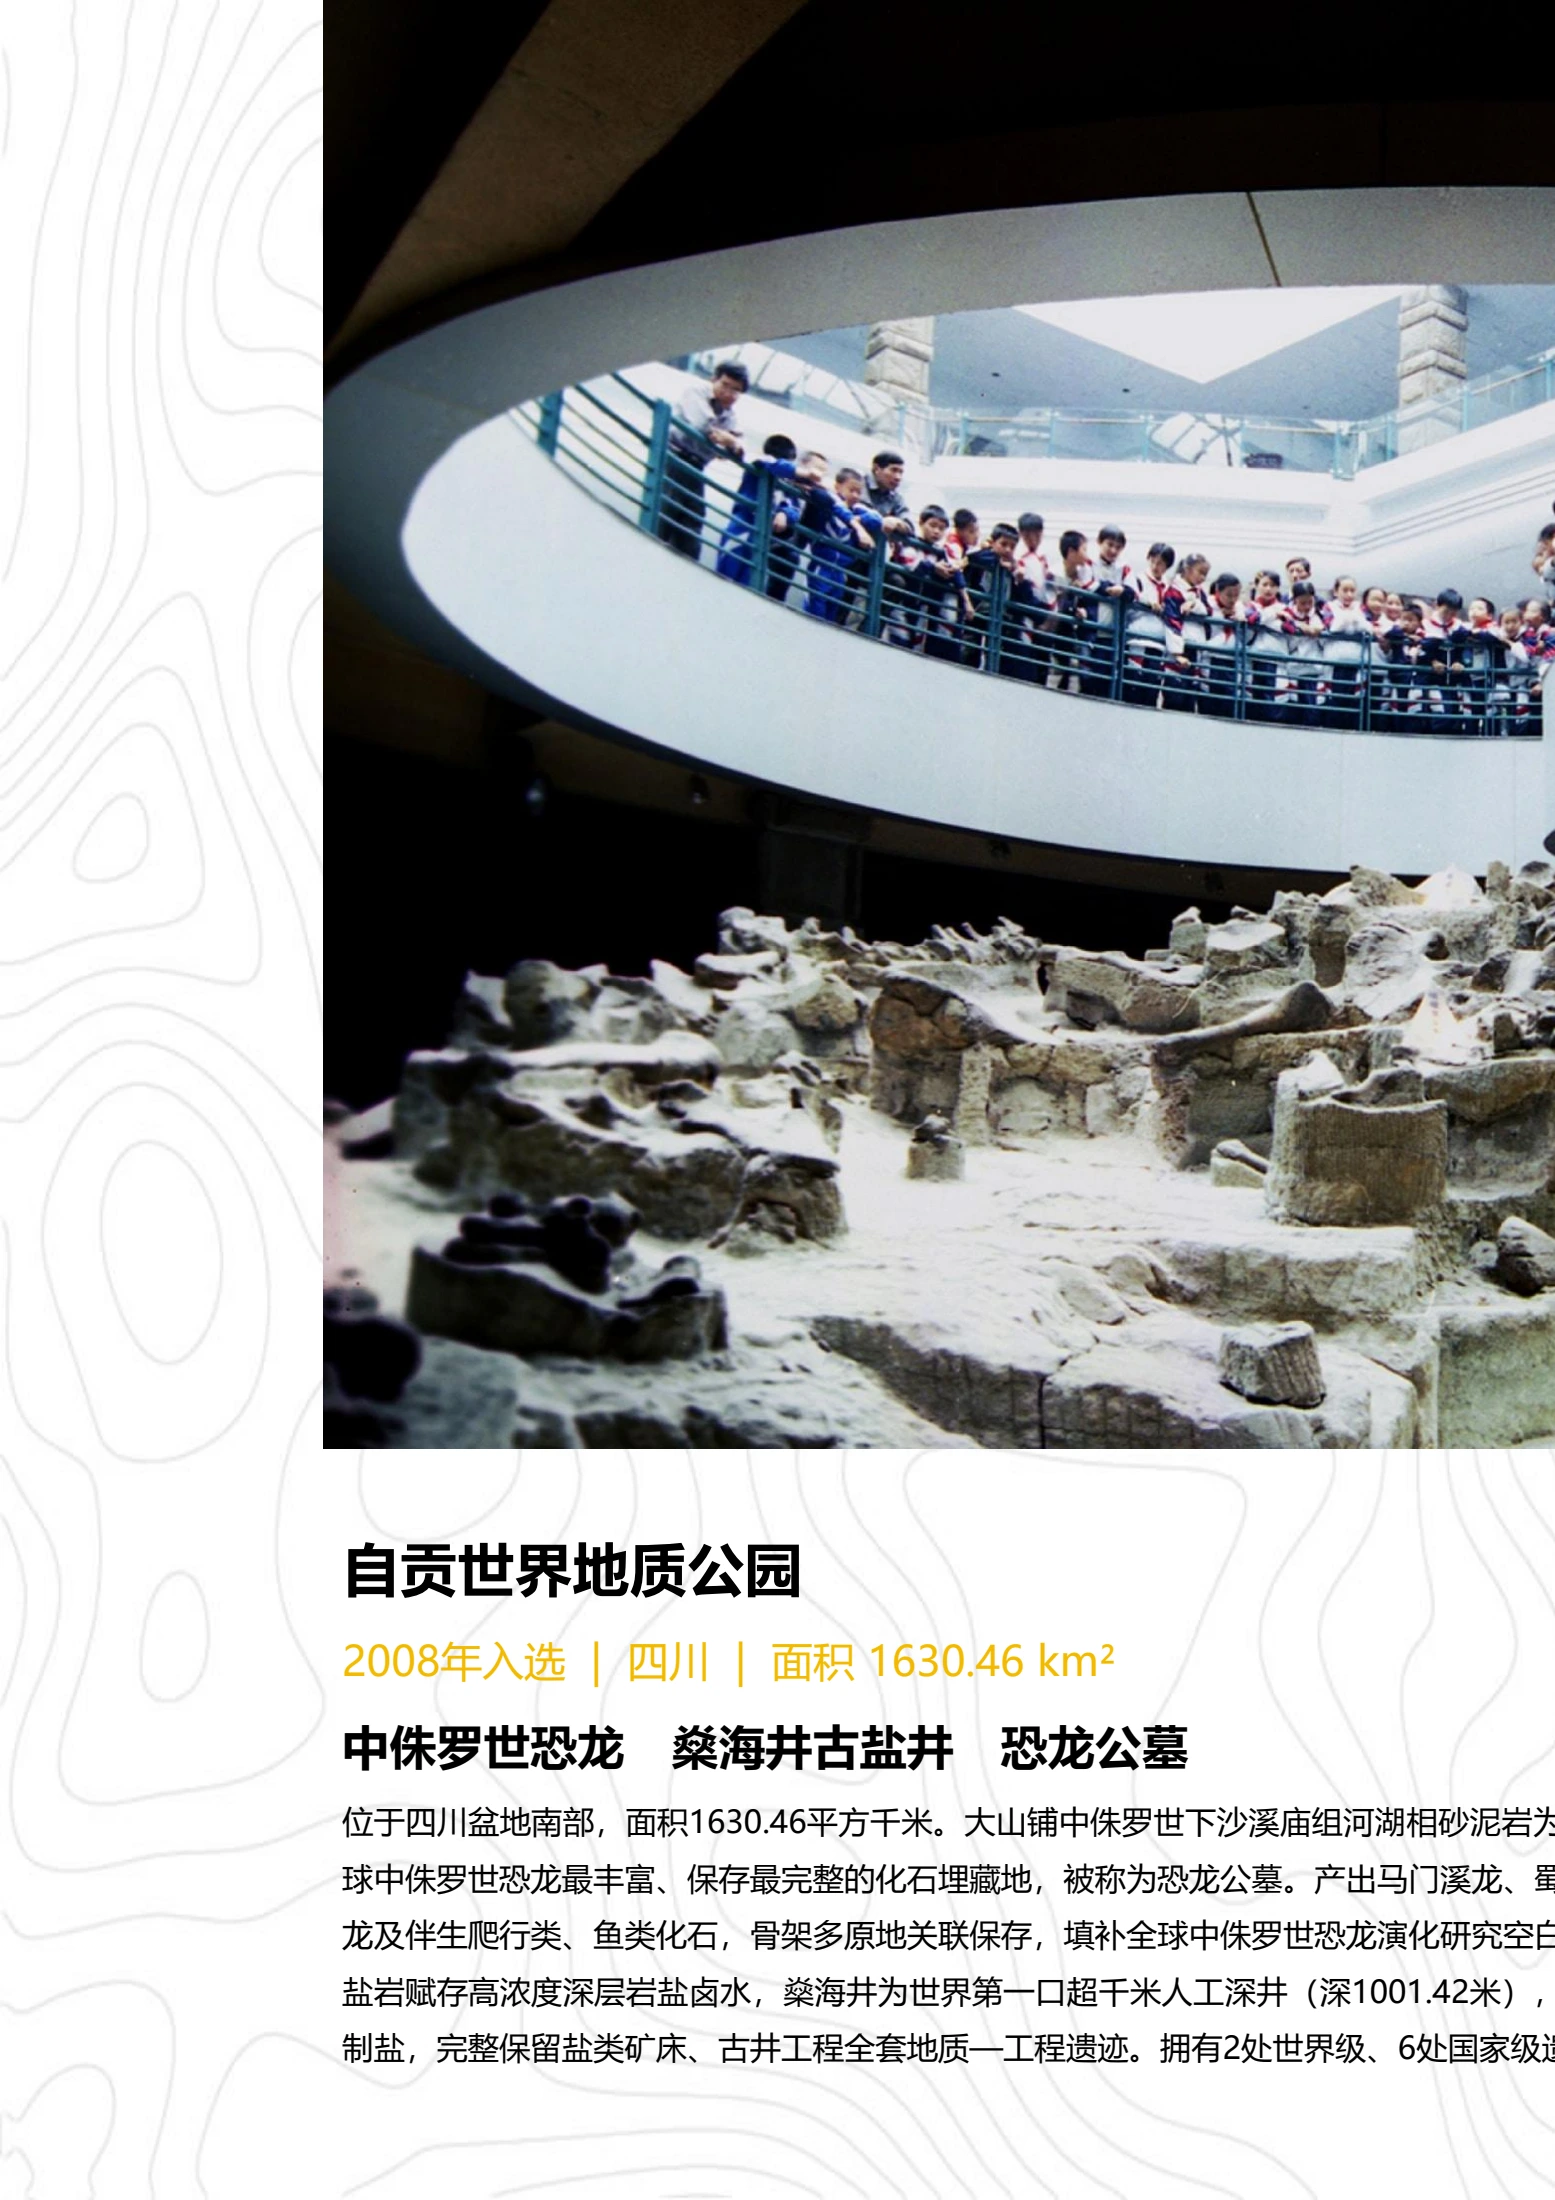 自贡世界地质公园
2008年入选 | 四川 | 面积 1630.46 km²
中侏罗世恐龙 燊海井古盐井 恐龙公墓
位于四川盆地南部，面积1630.46平方千米。大山铺中侏罗世下沙溪庙组河湖相砂泥岩为
球中侏罗世恐龙最丰富、保存最完整的化石埋藏地，被称为恐龙公墓。产出马门溪龙、蜀
龙及伴生爬行类、鱼类化石，骨架多原地关联保存，填补全球中侏罗世恐龙演化研究空白
盐岩赋存高浓度深层岩盐卤水，燊海井为世界第一口超千米人工深井（深1001.42米），
制盐，完整保留盐类矿床、古井工程全套地质—工程遗迹。拥有2处世界级、6处国家级遗